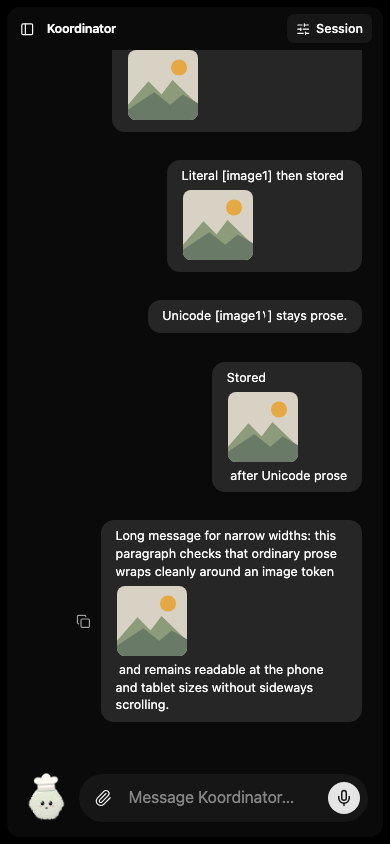 Koordinator
Session
Literal [image1] then stored
Unicode [image1١] stays prose.
Stored
after Unicode prose
Long message for narrow widths: this
paragraph checks that ordinary prose
wraps cleanly around an image token
and remains readable at the phone
and tablet sizes without sideways
scrolling.
Message Koordinator...